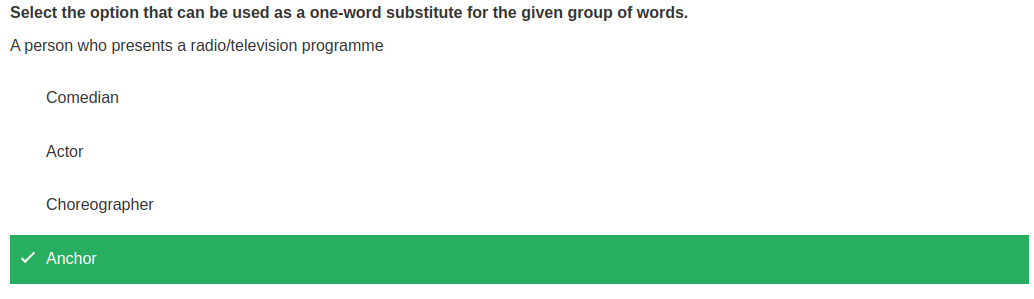 Select the option that can be used as a one-word substitute for the given group of words.
A person who presents a radio/television programme
Comedian
Actor
Choreographer
Anchor